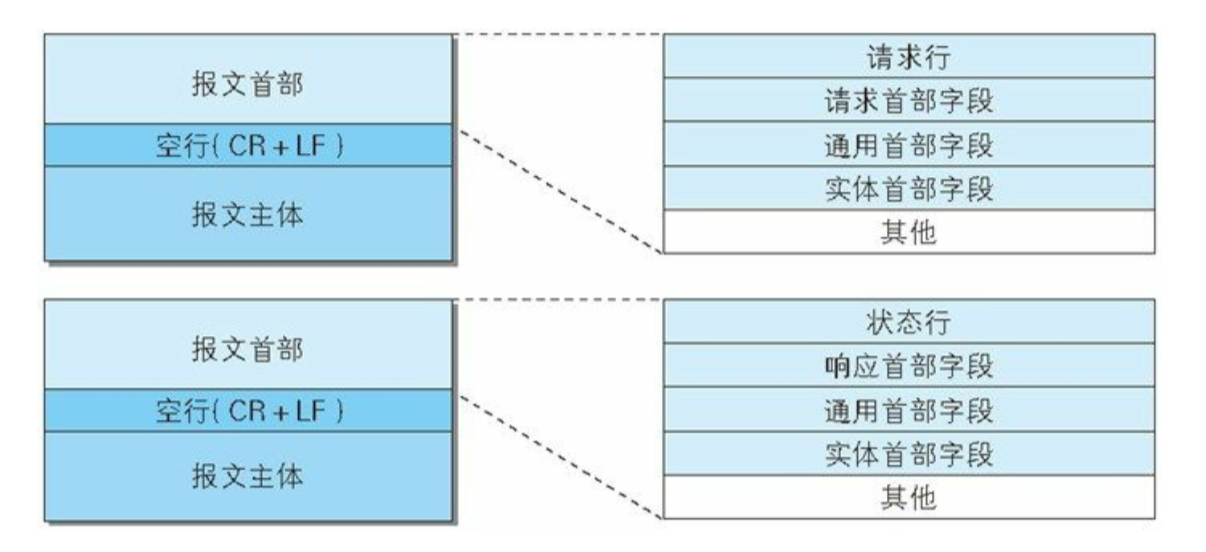 报文首部
空行( CR + LF )
报文主体
请求行
请求首部字段
通用首部字段
实体首部字段
其他
报文首部
空行( CR + LF )
报文主体
状态行
响应首部字段
通用首部字段
实体首部字段
其他